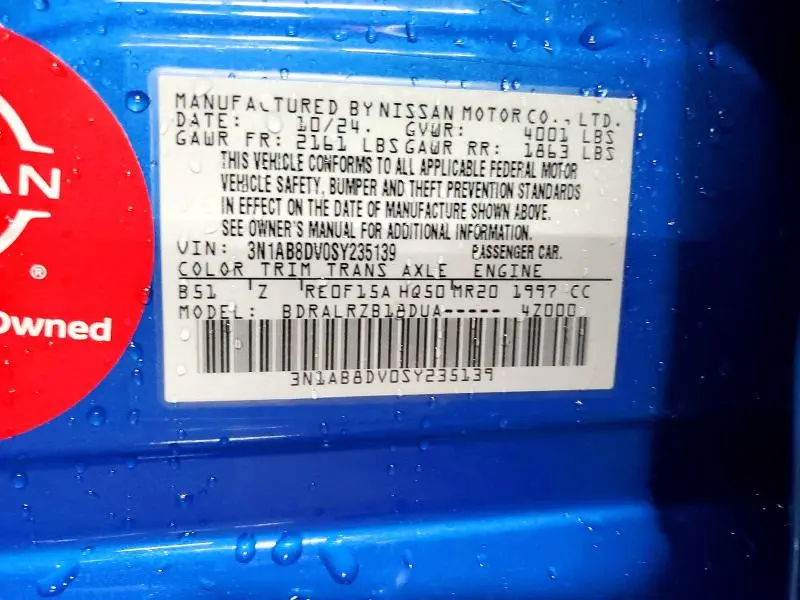 AN
®
Owned
MANUFACTURED BY NISSAN MOTOR CO., LTD.
DATE: 10/24. GVWR: 4001 LBS
GAWR FR: 2161 LBS GAWR RR: 1863 LBS
THIS VEHICLE CONFORMS TO ALL APPLICABLE FEDERAL MOTOR
VEHICLE SAFETY, BUMPER AND THEFT PREVENTION STANDARDS
IN EFFECT ON THE DATE OF MANUFACTURE SHOWN ABOVE.
SEE OWNER'S MANUAL FOR ADDITIONAL INFORMATION.
VIN: 3N1AB8DV0SY235139 PASSENGER CAR.
COLOR TRIM TRANS AXLE ENGINE
B51 Z RE0F15A HQ50 MR20 1997 CC
MODEL: BDRALRZB18DUA----- 4Z000
3N1AB8DV0SY235139